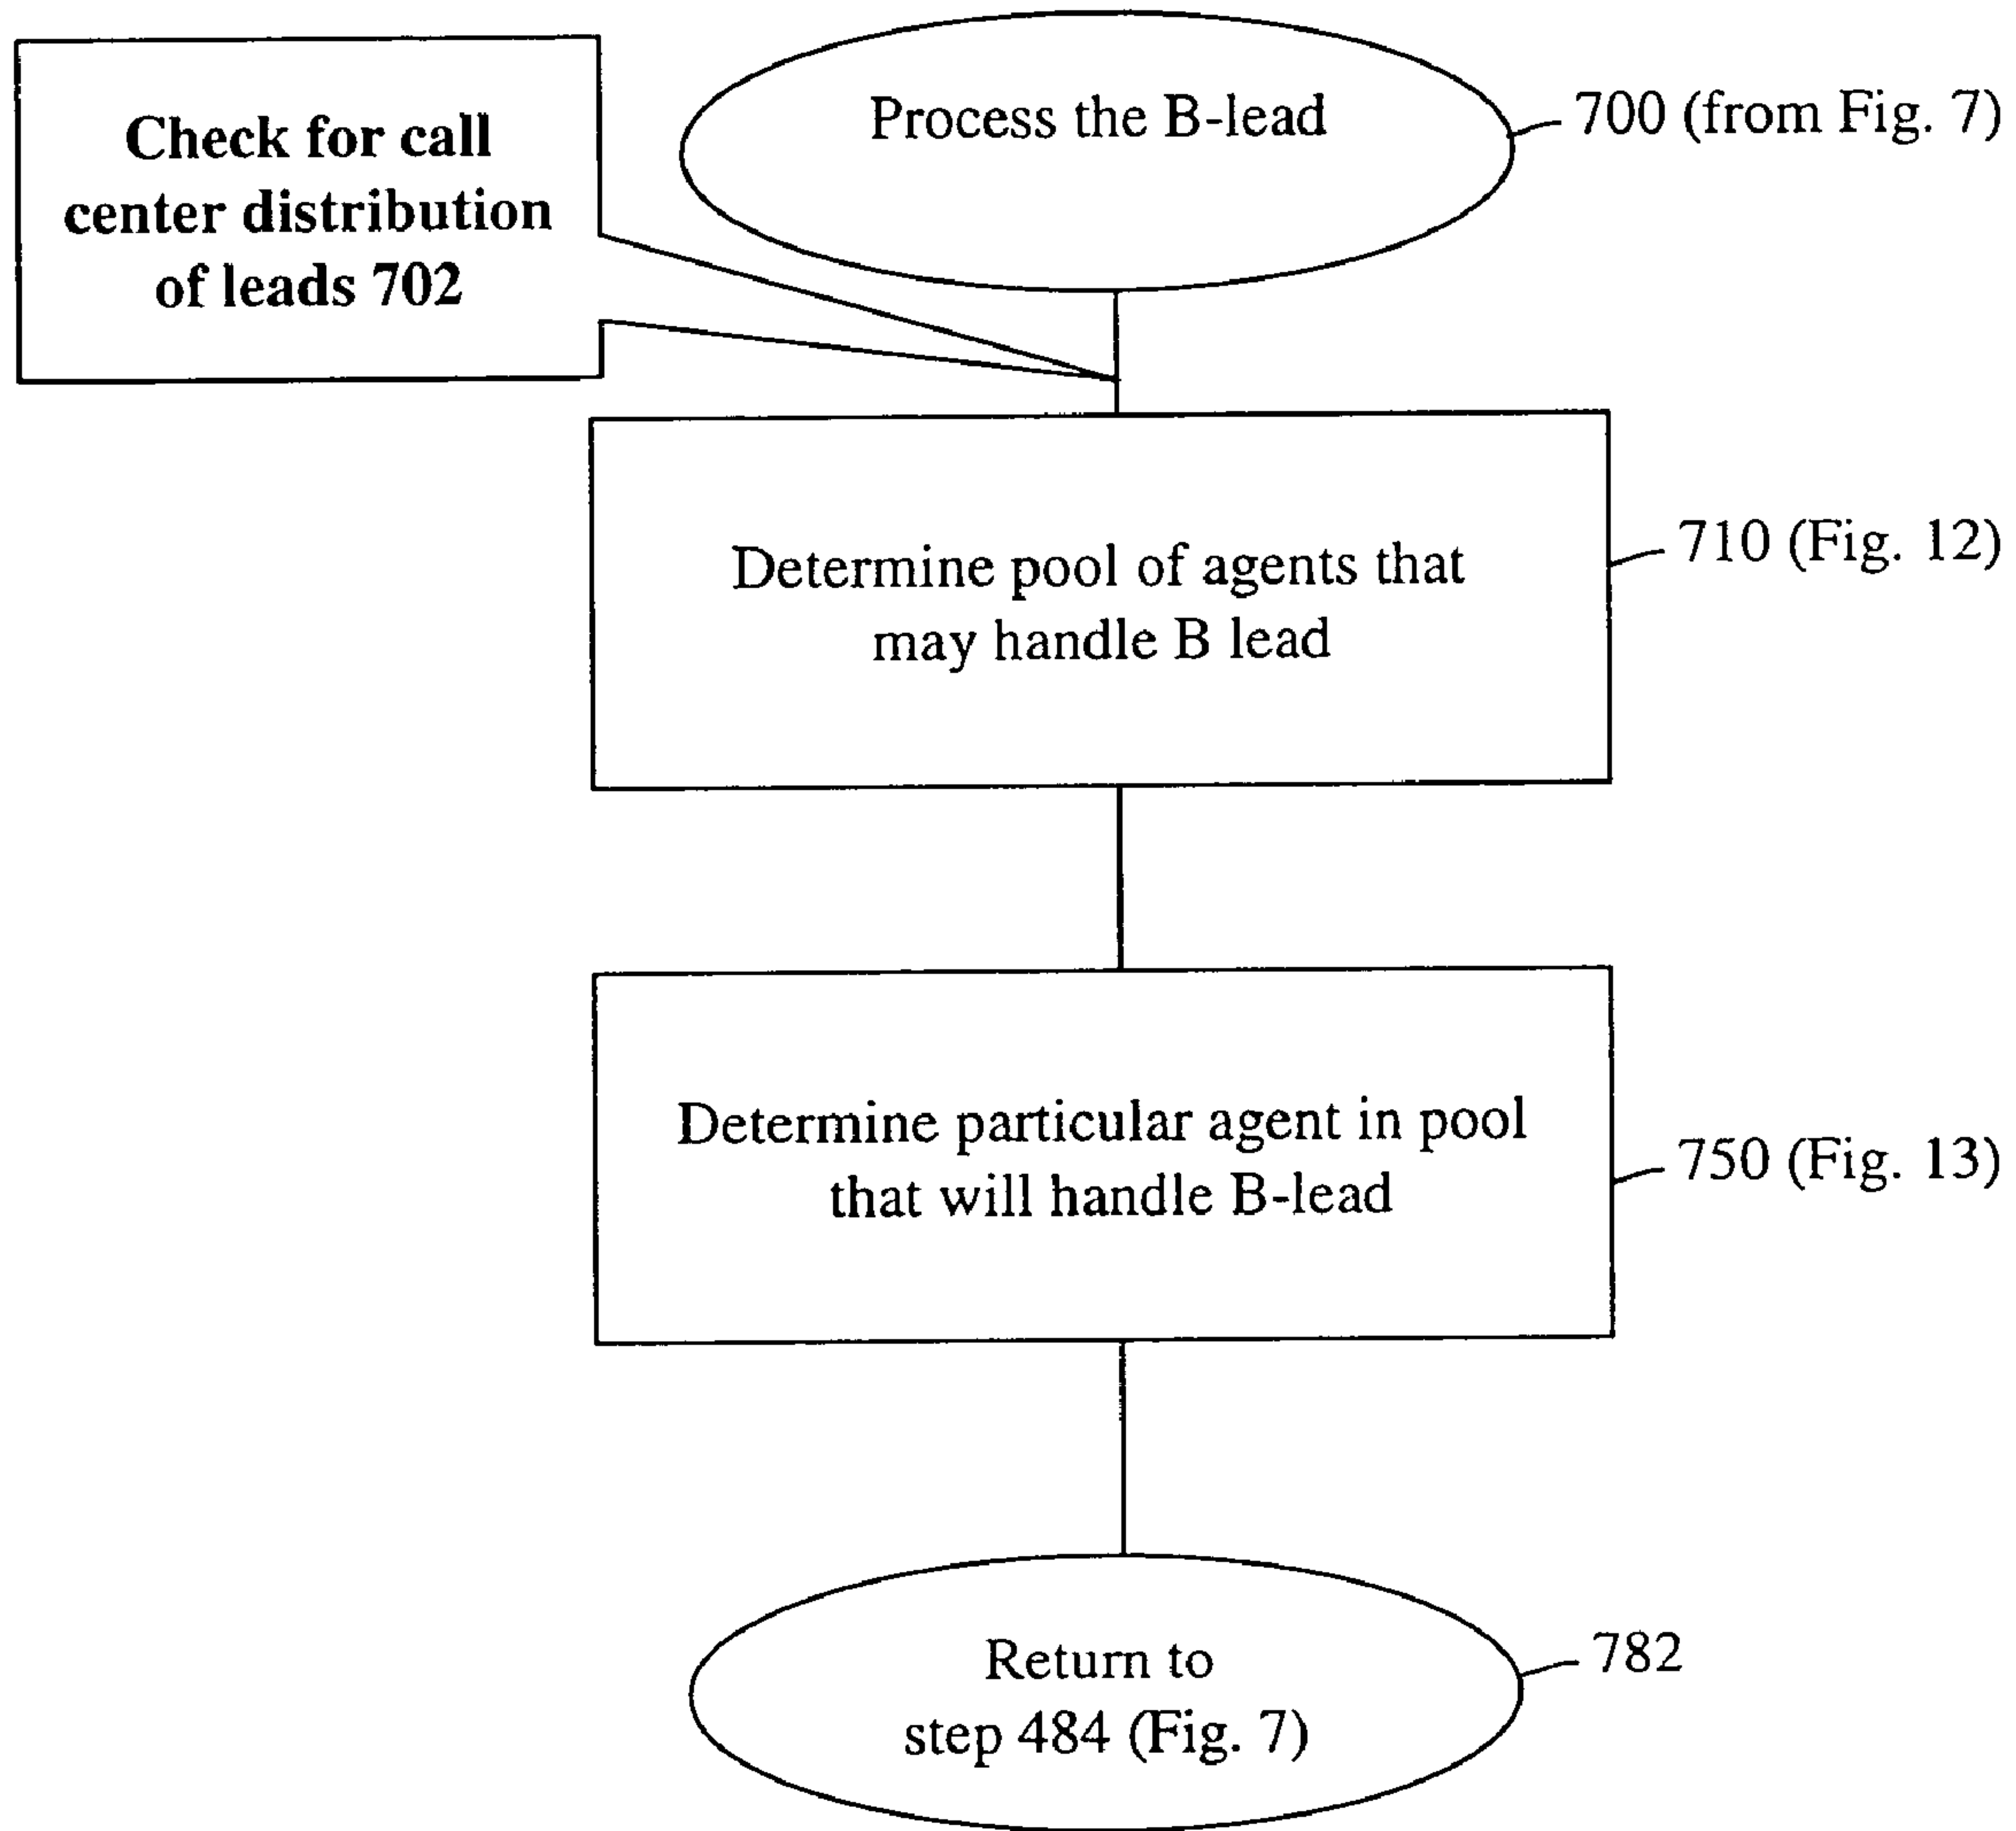 Check for call
center distribution
of leads 702
Process the B-lead
700 (from Fig. 7)
Determine pool of agents that
may handle B lead
710 (Fig. 12)
Determine particular agent in pool
that will handle B-lead
750 (Fig. 13)
Return to
step 484 (Fig. 7)
782